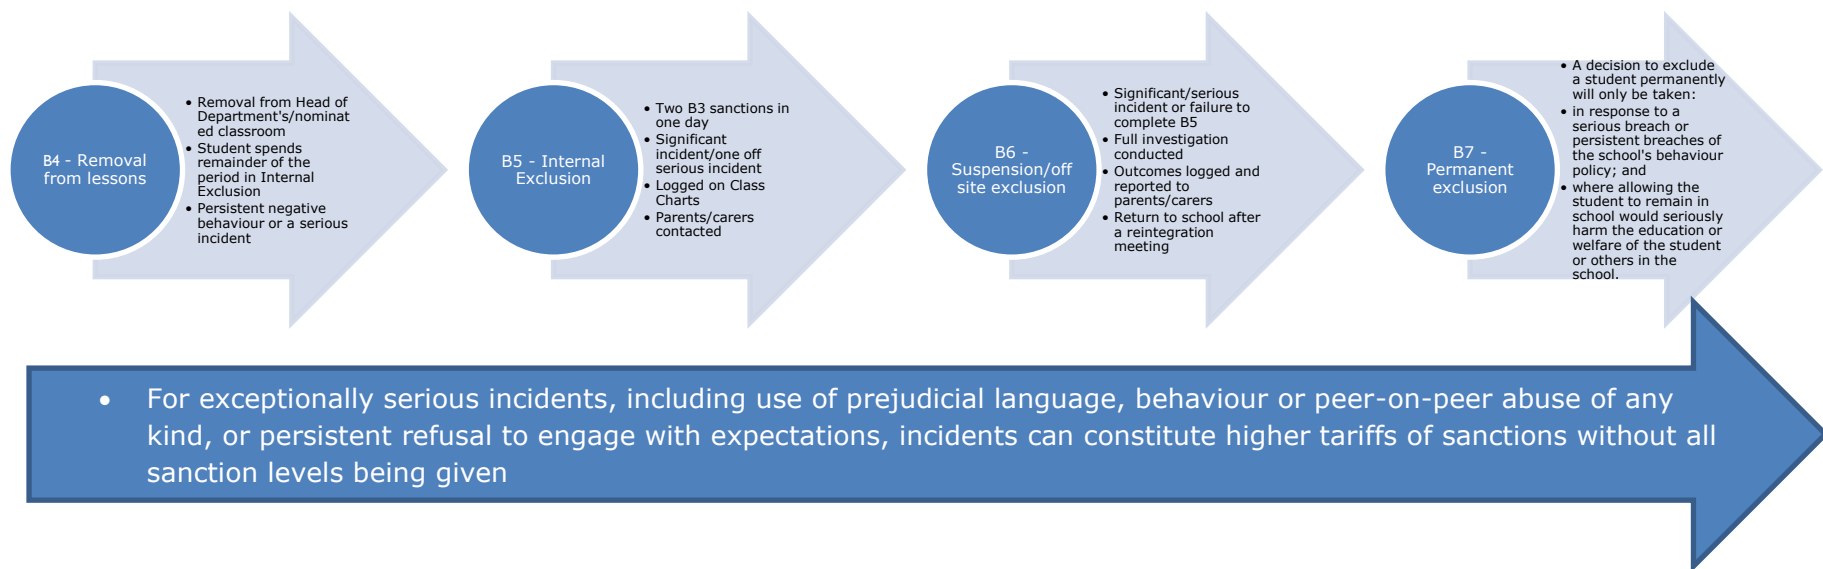 B4 - Removal
from lessons
• Removal from Head of
Department's/nominat
ed classroom
• Student spends
remainder of the
period in Internal
Exclusion
• Persistent negative
behaviour or a serious
incident
B5 - Internal
Exclusion
• Two B3 sanctions in
one day
• Significant
incident/one off
serious incident
• Logged on Class
Charts
• Parents/carers
contacted
B6 -
Suspension/off
site exclusion
• Significant/serious
incident or failure to
complete B5
• Full investigation
conducted
• Outcomes logged and
reported to
parents/carers
• Return to school after
a reintegration
meeting
B7 -
Permanent
exclusion
• A decision to exclude
a student permanently
will only be taken:
• in response to a
serious breach or
persistent breaches of
the school's behaviour
policy; and
• where allowing the
student to remain in
school would seriously
harm the education or
welfare of the student
or others in the
school.
• For exceptionally serious incidents, including use of prejudicial language, behaviour or peer-on-peer abuse of any
kind, or persistent refusal to engage with expectations, incidents can constitute higher tariffs of sanctions without all
sanction levels being given